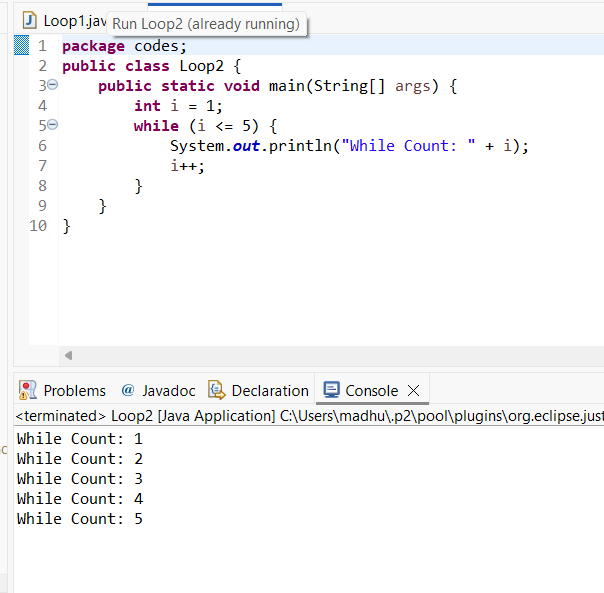 Loop1.jav
Run Loop2 (already running)
1 package codes;
2 public class Loop2 {
3 public static void main(String[] args) {
4 int i = 1;
5 while (i <= 5) {
6 System.out.println("While Count: " + i);
7 i++;
8 }
9 }
10 }
Problems @ Javadoc Declaration Console
<terminated> Loop2 [Java Application] C:\Users\madhu\.p2\pool\plugins\org.eclipse.just
While Count: 1
While Count: 2
While Count: 3
While Count: 4
While Count: 5